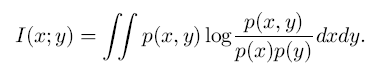 I(x; y) = ∬ p(x, y) log p(x, y) / p(x)p(y) dxdy.